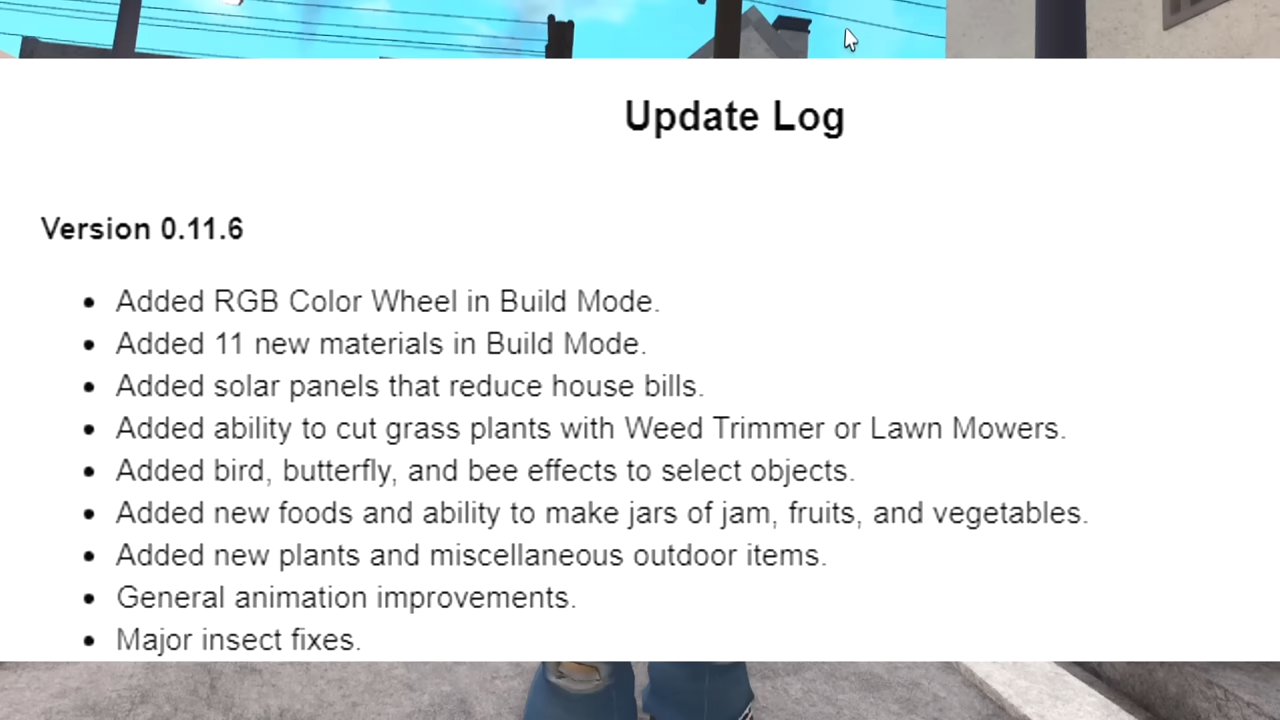 Update Log
Version 0.11.6
• Added RGB Color Wheel in Build Mode.
• Added 11 new materials in Build Mode.
• Added solar panels that reduce house bills.
• Added ability to cut grass plants with Weed Trimmer or Lawn Mowers.
• Added bird, butterfly, and bee effects to select objects.
• Added new foods and ability to make jars of jam, fruits, and vegetables.
• Added new plants and miscellaneous outdoor items.
• General animation improvements.
• Major insect fixes.